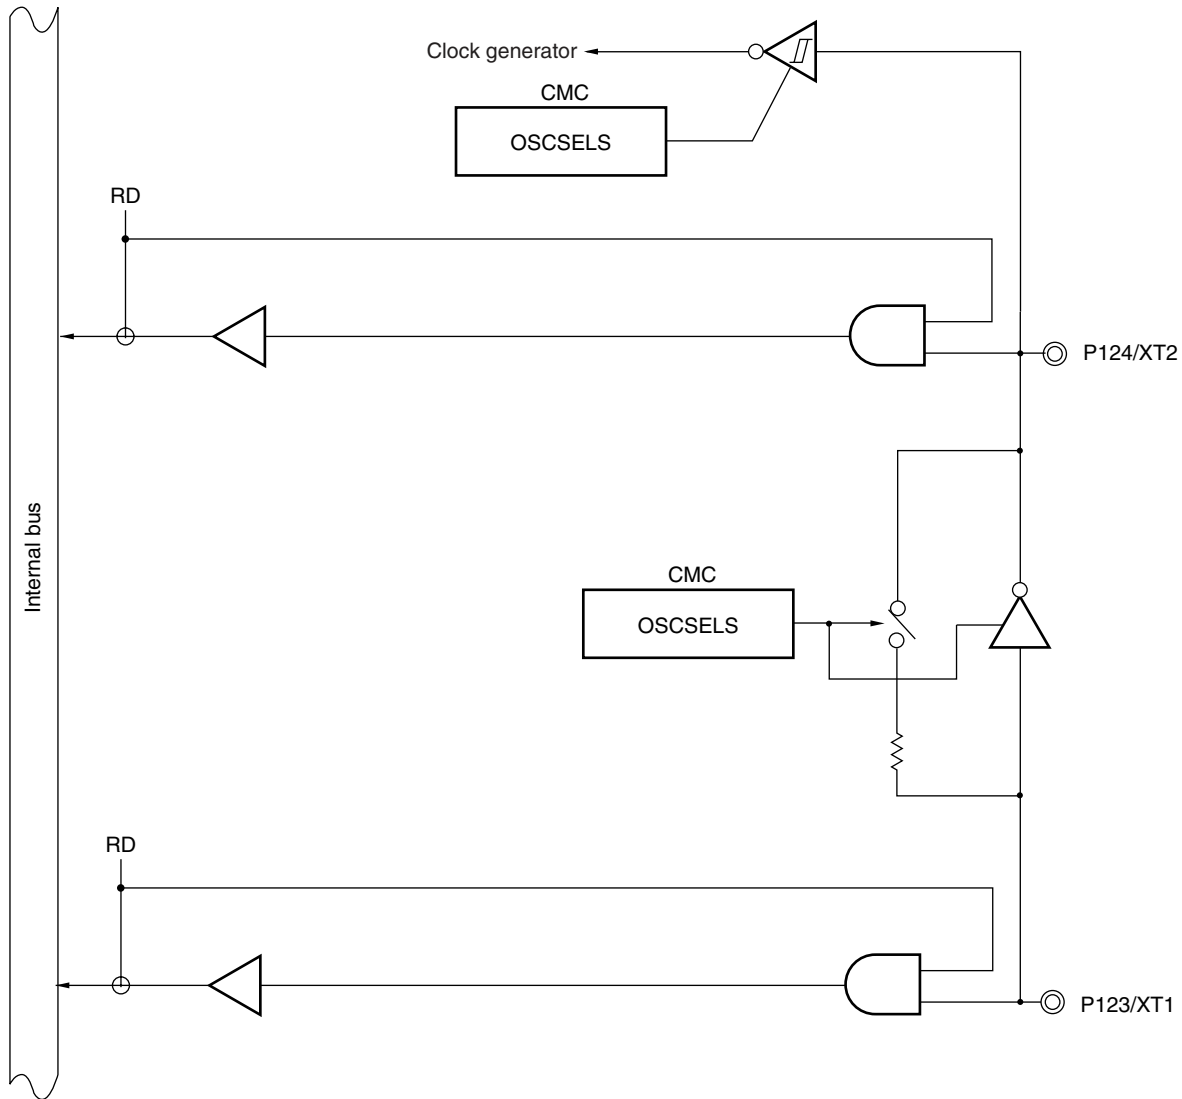 Clock generator
CMC
OSCSELS
RD
P124/XT2
Internal bus
CMC
OSCSELS
RD
P123/XT1